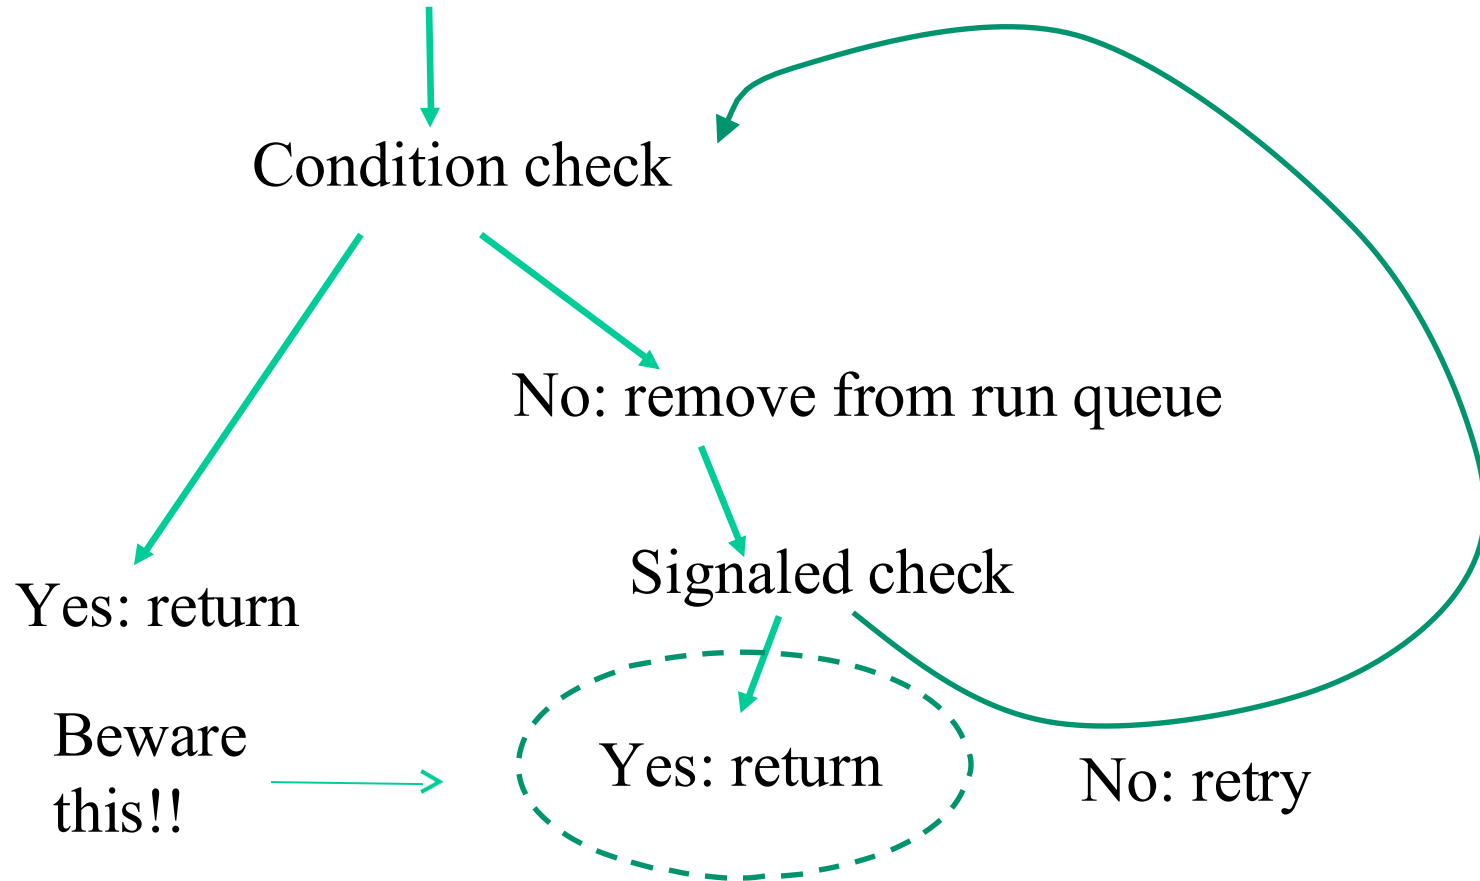 Condition check
No: remove from run queue
Signaled check
Yes: return
Beware
this!!
Yes: return
No: retry